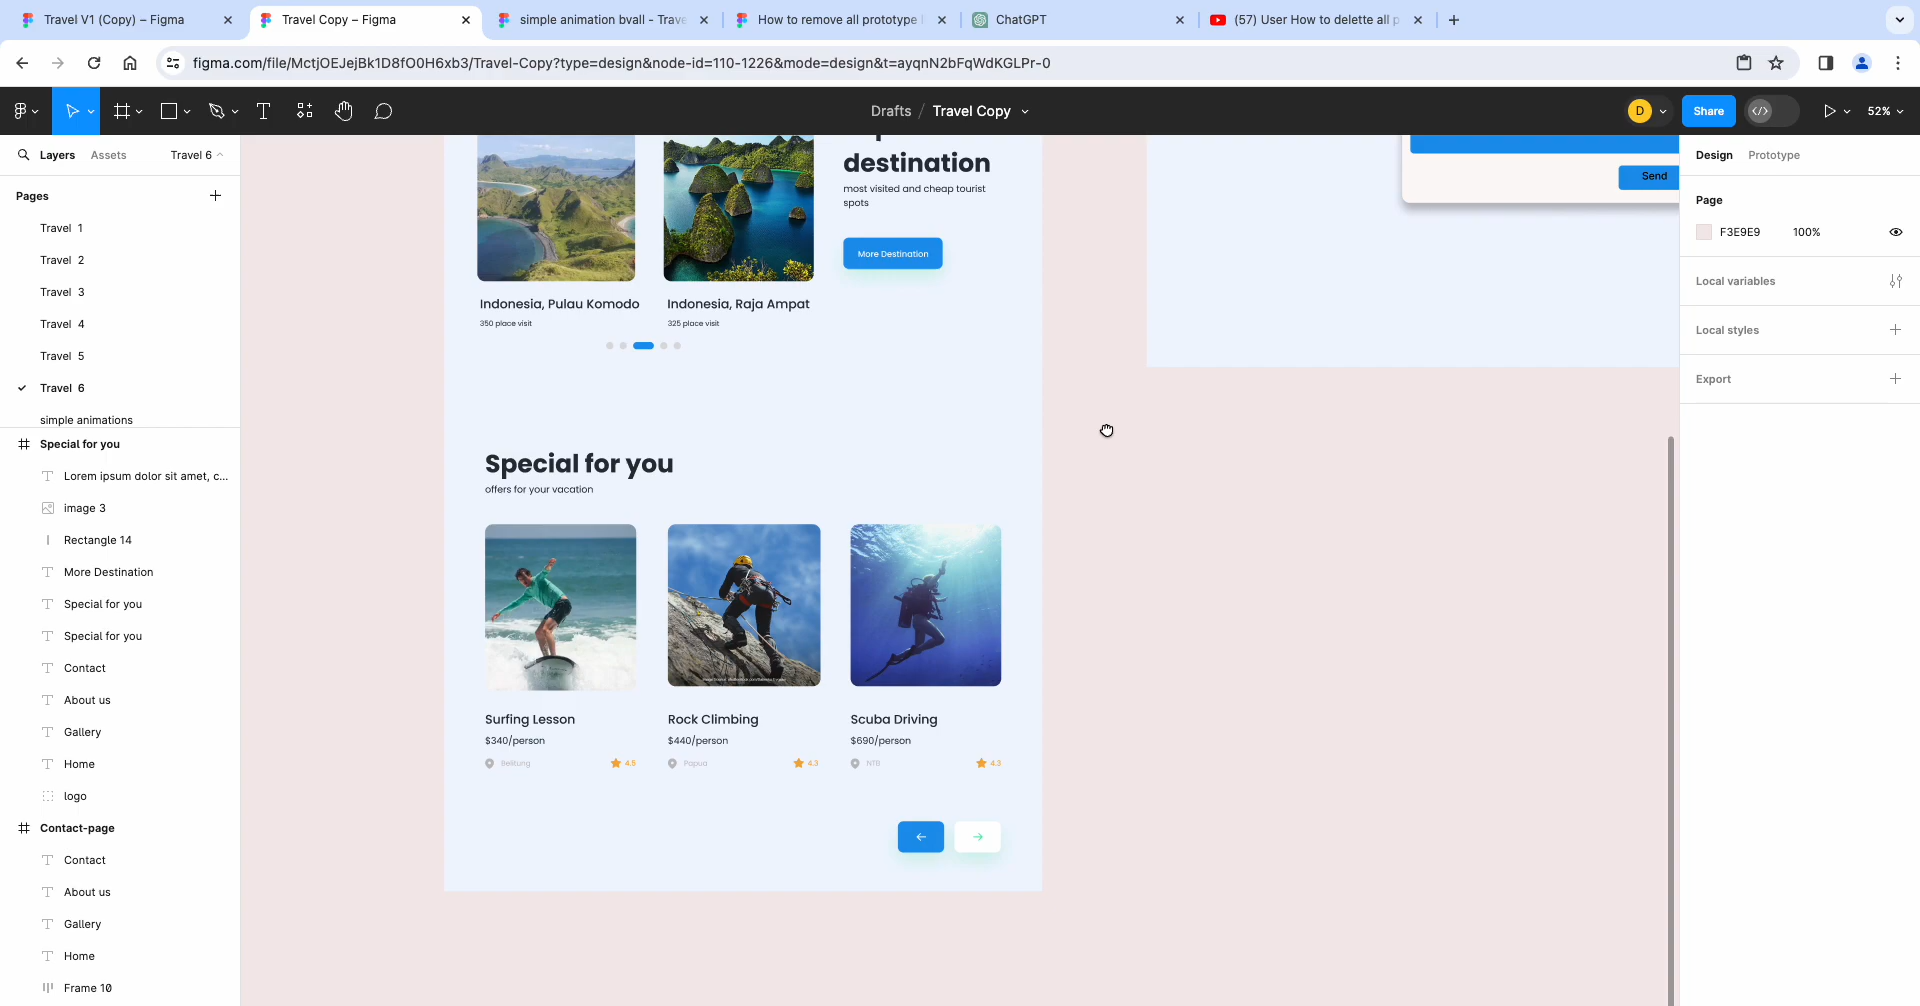 Travel V1 (Copy) – Figma
Travel Copy – Figma
simple animation bvall - Trave
How to remove all prototype l
ChatGPT
(57) User How to delette all p
figma.com/file/MctjOEJejBk1D8fO0H6xb3/Travel-Copy?type=design&node-id=110-1226&mode=design&t=ayqnN2bFqWdKGLPr-0
Drafts / Travel Copy
D
Share
52%
Layers
Assets
Travel 6
Pages
Travel 1
Travel 2
Travel 3
Travel 4
Travel 5
Travel 6
simple animations
Special for you
Lorem ipsum dolor sit amet, c...
image 3
Rectangle 14
More Destination
Special for you
Special for you
Contact
About us
Gallery
Home
logo
Contact-page
Contact
About us
Gallery
Home
Frame 10
destination
most visited and cheap tourist
spots
More Destination
Indonesia, Pulau Komodo
350 place visit
Indonesia, Raja Ampat
325 place visit
Special for you
offers for your vacation
Surfing Lesson
$340/person
Belitung
4.5
Rock Climbing
$440/person
Papua
4.3
Scuba Driving
$690/person
NTB
4.3
Send
Design
Prototype
Page
F3E9E9
100%
Local variables
Local styles
Export